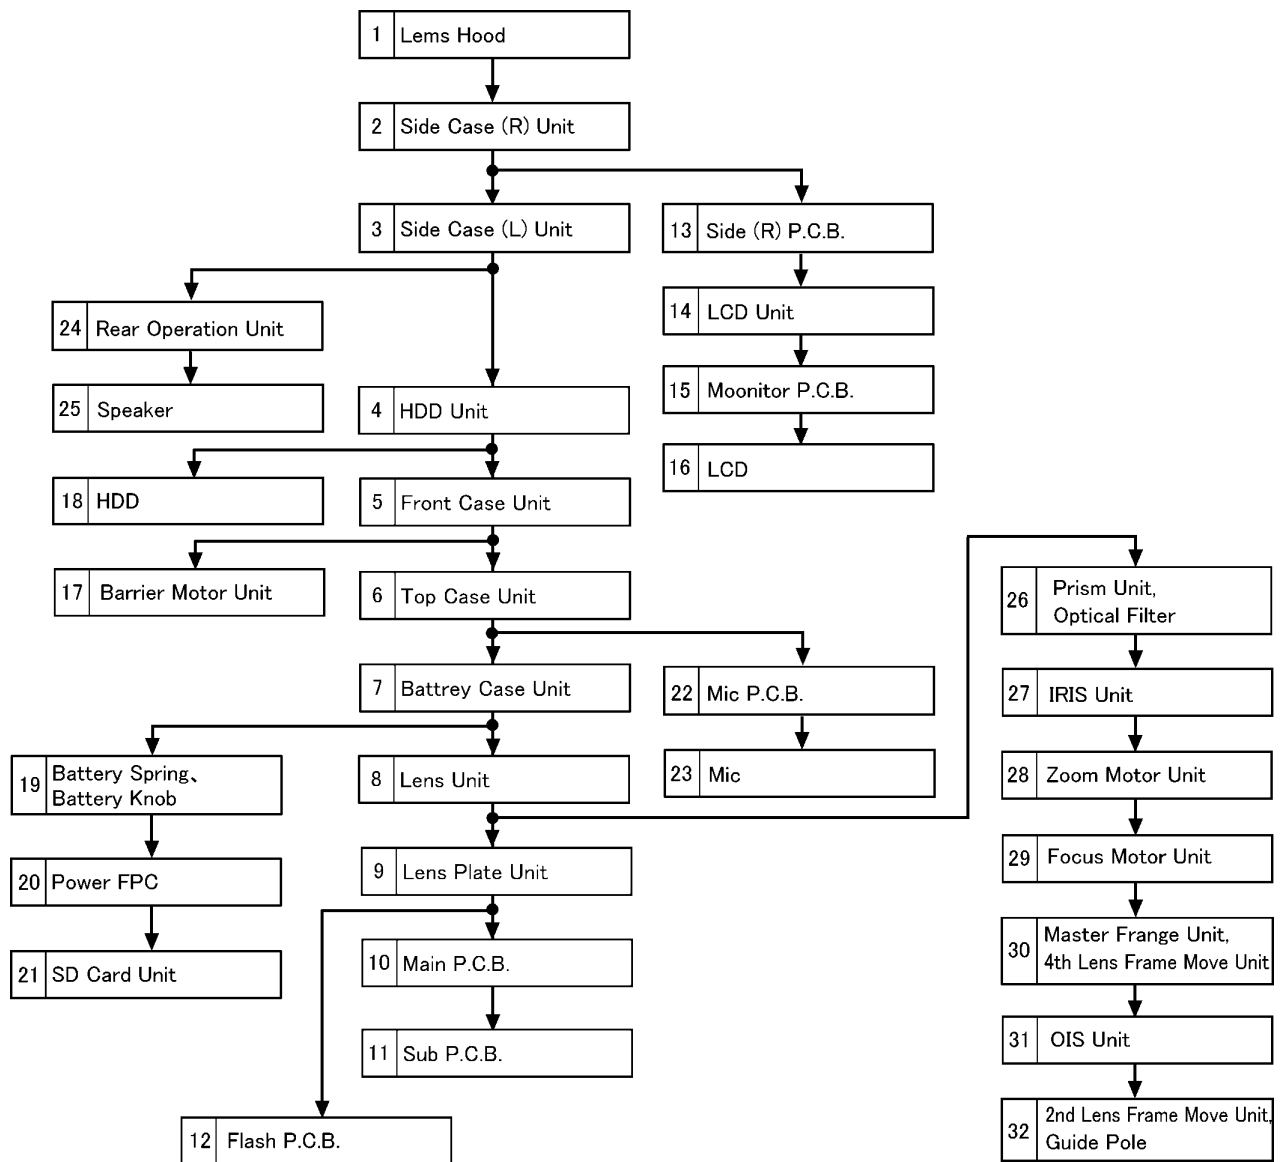 1 Lems Hood
2 Side Case (R) Unit
3 Side Case (L) Unit
13 Side (R) P.C.B.
24 Rear Operation Unit
14 LCD Unit
25 Speaker
4 HDD Unit
15 Moonitor P.C.B.
16 LCD
18 HDD
5 Front Case Unit
17 Barrier Motor Unit
6 Top Case Unit
26 Prism Unit,
Optical Filter
7 Battrey Case Unit
22 Mic P.C.B.
27 IRIS Unit
19 Battery Spring、
Battery Knob
8 Lens Unit
23 Mic
28 Zoom Motor Unit
9 Lens Plate Unit
29 Focus Motor Unit
20 Power FPC
10 Main P.C.B.
30 Master Frange Unit,
4th Lens Frame Move Unit
21 SD Card Unit
11 Sub P.C.B.
31 OIS Unit
12 Flash P.C.B.
32 2nd Lens Frame Move Unit,
Guide Pole